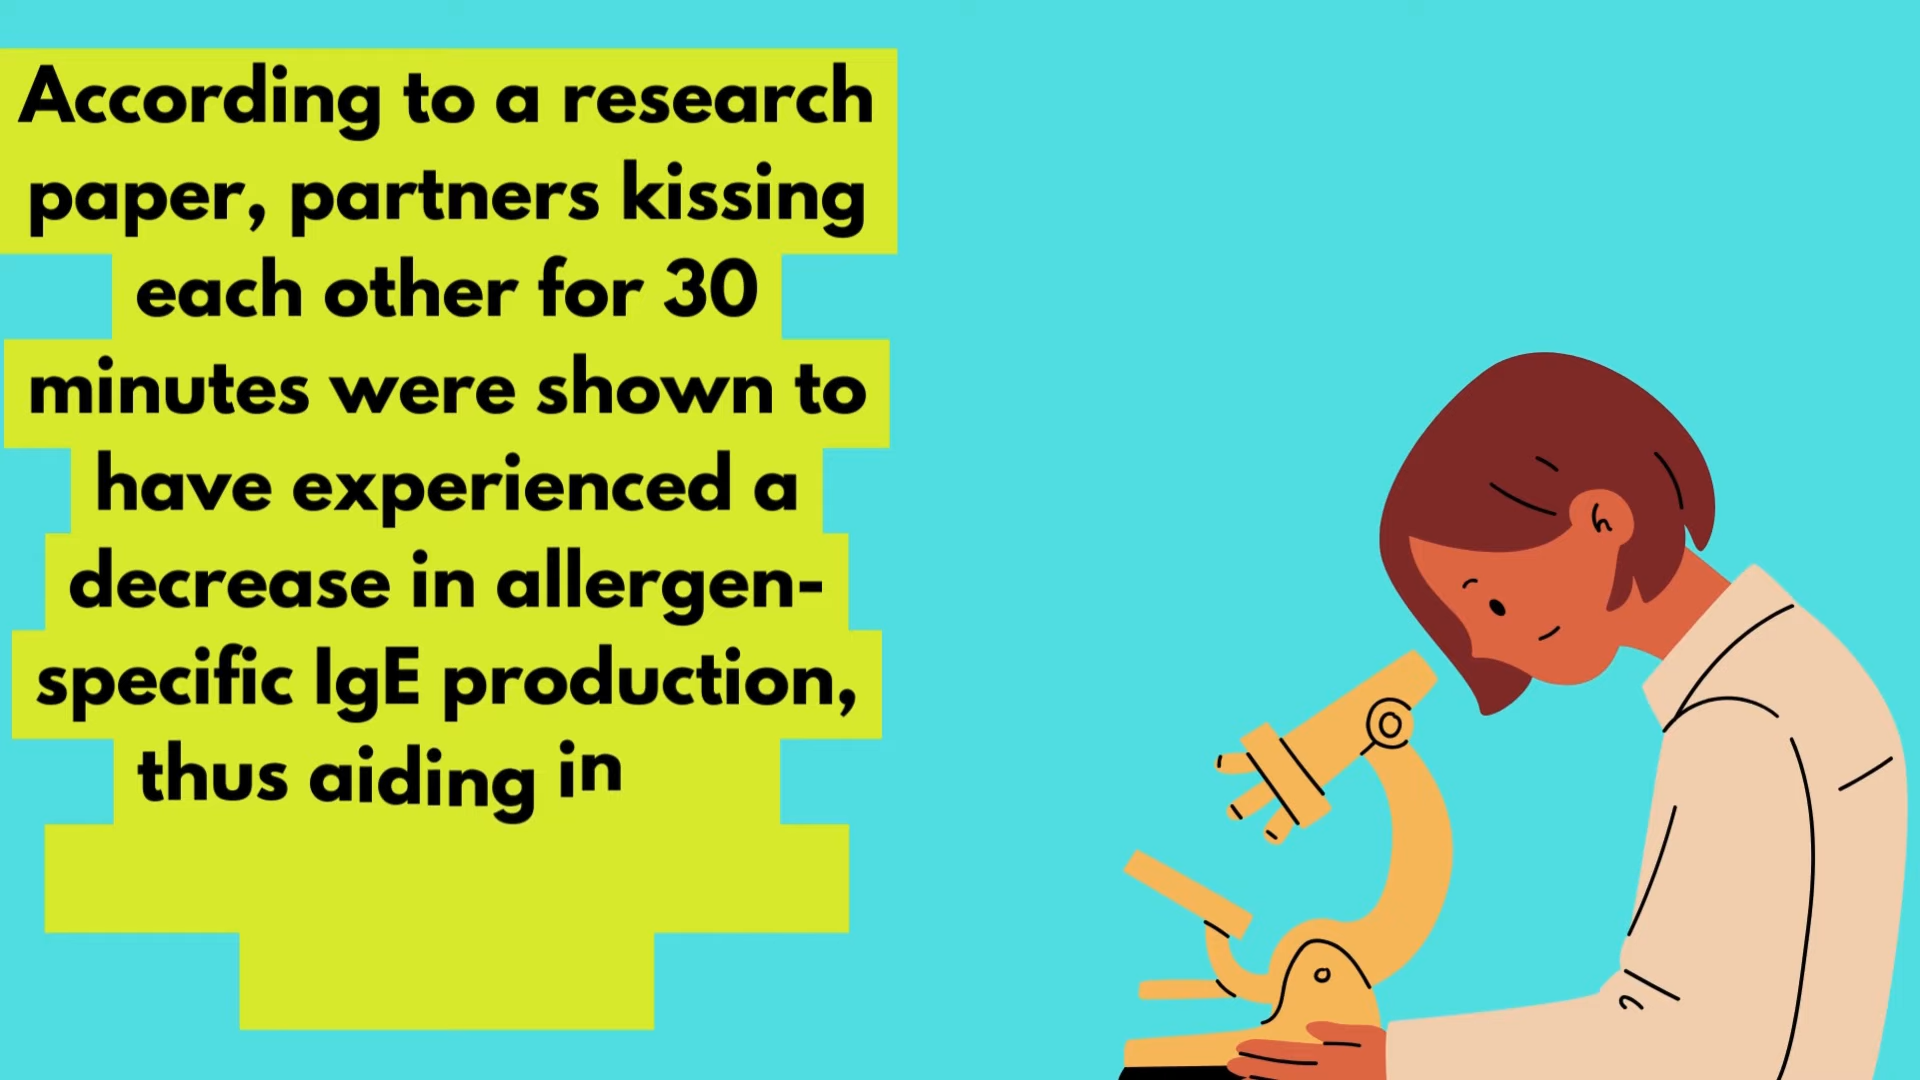 According to a research
paper, partners kissing
each other for 30
minutes were shown to
have experienced a
decrease in allergen-
specific IgE production,
thus aiding in